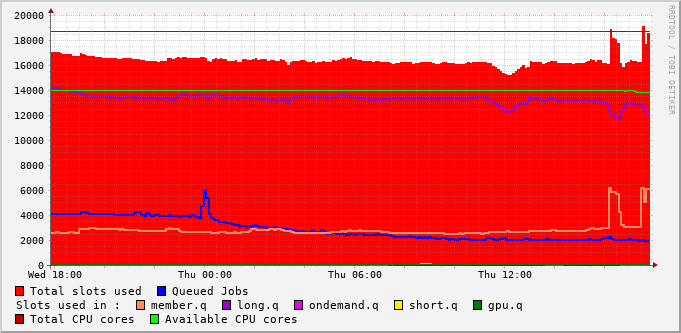 20000
18000
16000
14000
12000
10000
8000
6000
4000
2000
0
Wed 18:00 Thu 00:00 Thu 06:00 Thu 12:00
RRDTOOL / TOBI OETIKER
Total slots used Queued Jobs
Slots used in : member.q long.q ondemand.q short.q gpu.q
Total CPU cores Available CPU cores